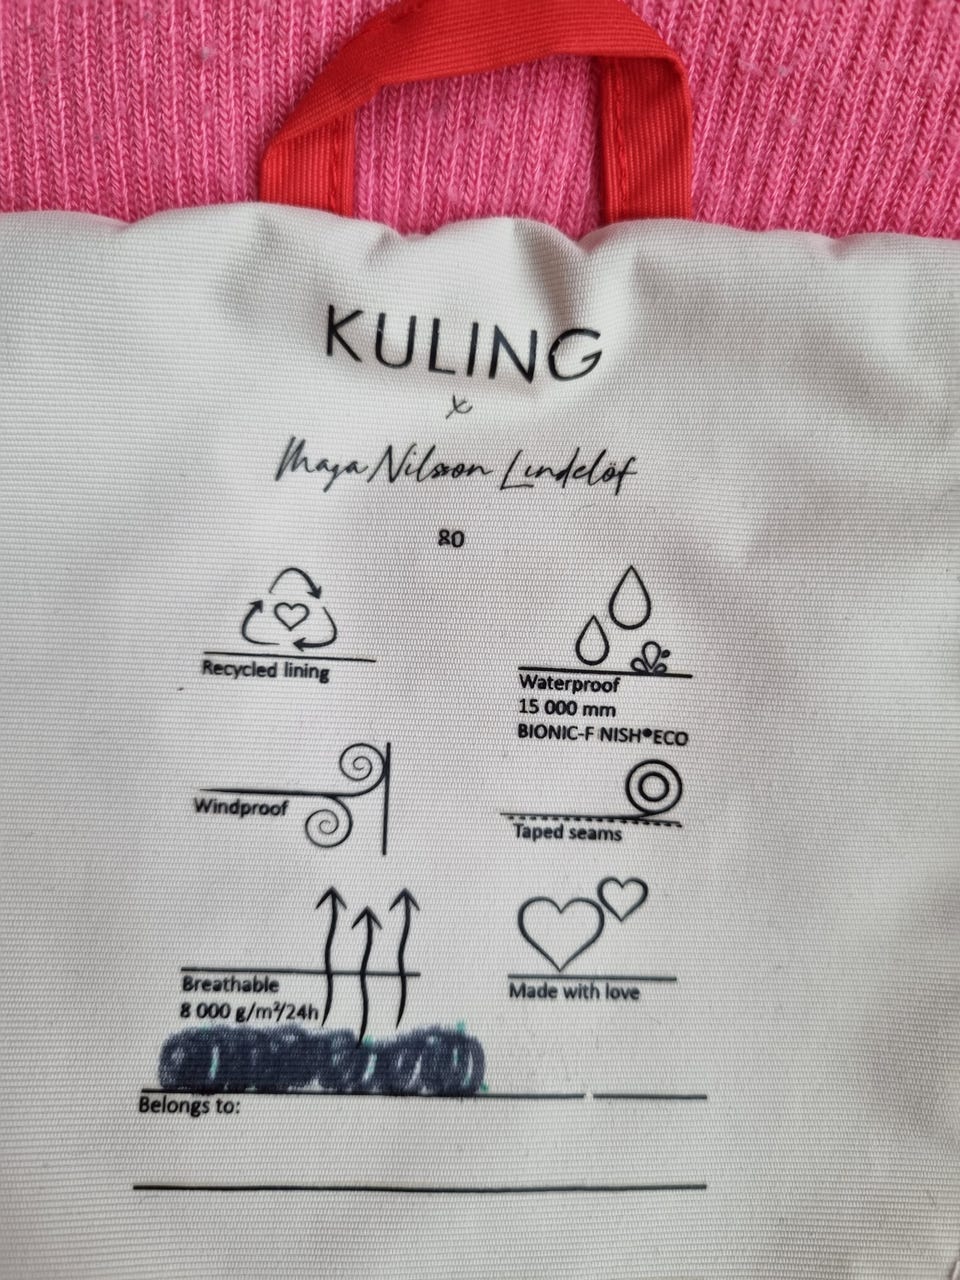 KULING
x
Maja Nilsson Lindelöf
80
Recycled lining
Waterproof
15 000 mm
BIONIC-F NISH®ECO
Windproof
Taped seams
Breathable
8 000 g/m²/24h
Made with love
Belongs to: